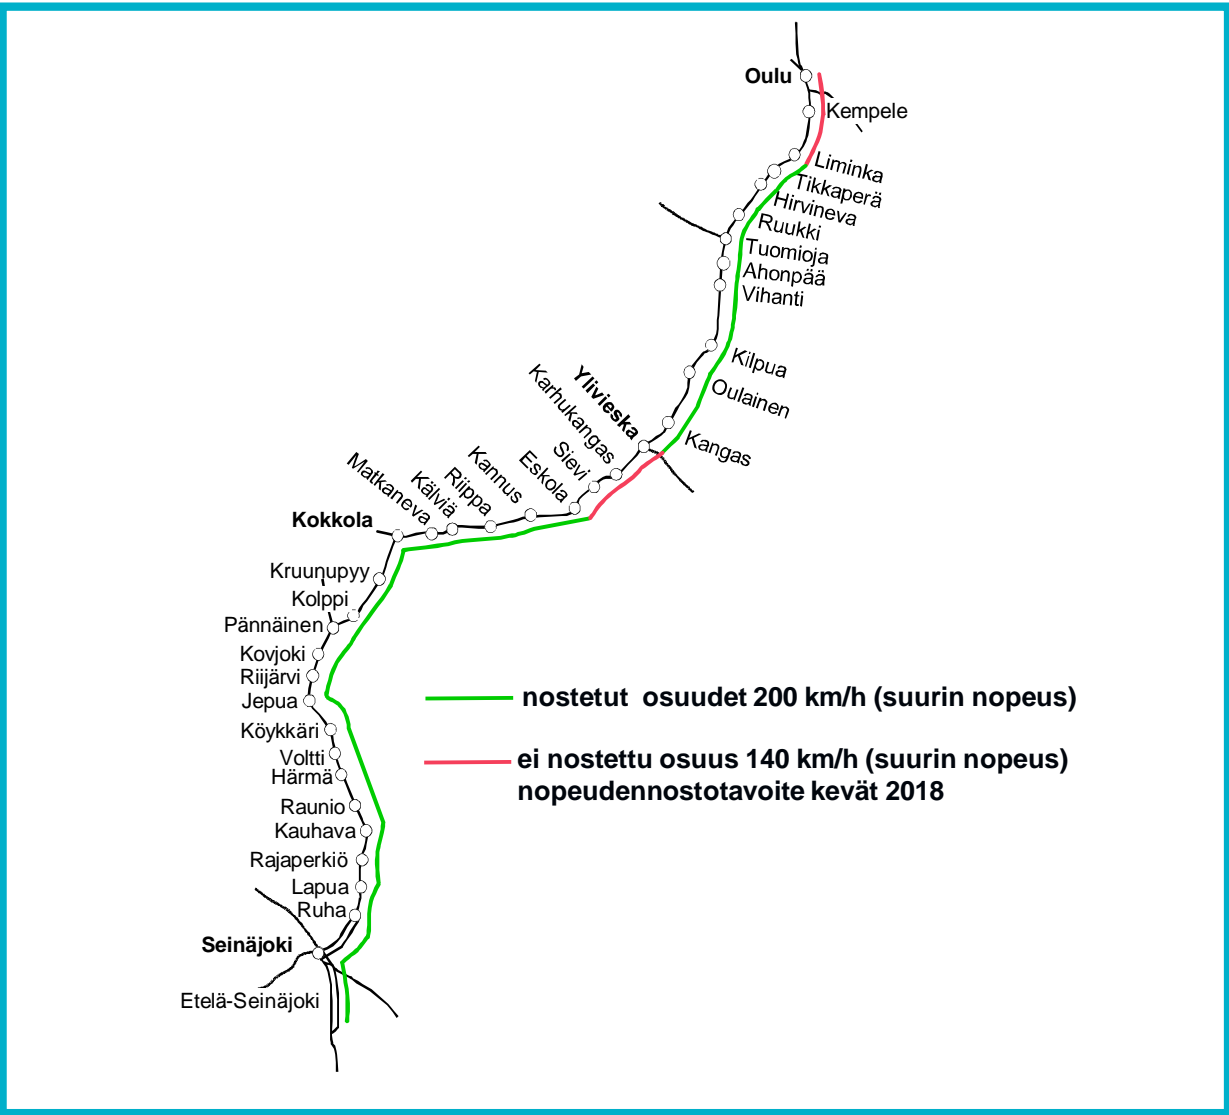 Oulu
Kempele
Liminka
Tikkaperä
Hirvineva
Ruukki
Tuomioja
Ahonpää
Vihanti
Kilpua
Oulainen
Kangas
Ylivieska
Karhukangas
Sievi
Eskola
Kannus
Riippa
Kälviä
Matkaneva
Kokkola
Kruunupyy
Kolppi
Pännäinen
Kovjoki
Riijärvi
Jepua
Köykkäri
Voltti
Härmä
Raunio
Kauhava
Rajaperkiö
Lapua
Ruha
Seinäjoki
Etelä-Seinäjoki
nostetut osuudet 200 km/h (suurin nopeus)
ei nostettu osuus 140 km/h (suurin nopeus)
nopeudennostotavoite kevät 2018